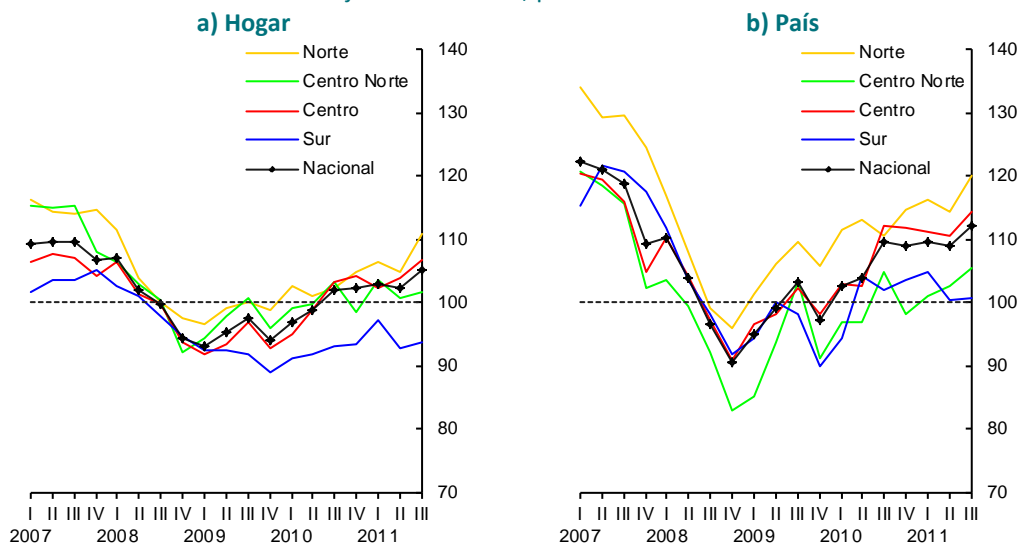 a) Hogar
Norte
Centro Norte
Centro
Sur
Nacional
140
130
120
110
100
90
80
70
I II III IV I II III IV I II III IV I II III IV I II III
2007 2008 2009 2010 2011
b) País
Norte
Centro Norte
Centro
Sur
Nacional
140
130
120
110
100
90
80
70
I II III IV I II III IV I II III IV I II III IV I II III
2007 2008 2009 2010 2011